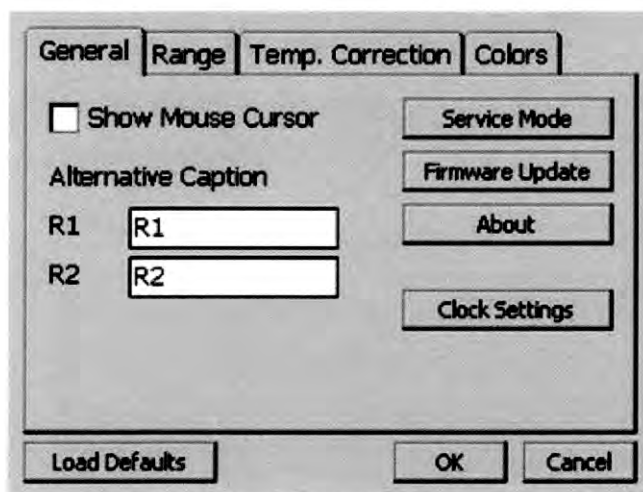 General Range Temp. Correction Colors
Show Mouse Cursor Service Mode
Alternative Caption Firmware Update
R1 R1 About
R2 R2
Clock Settings
Load Defaults OK Cancel